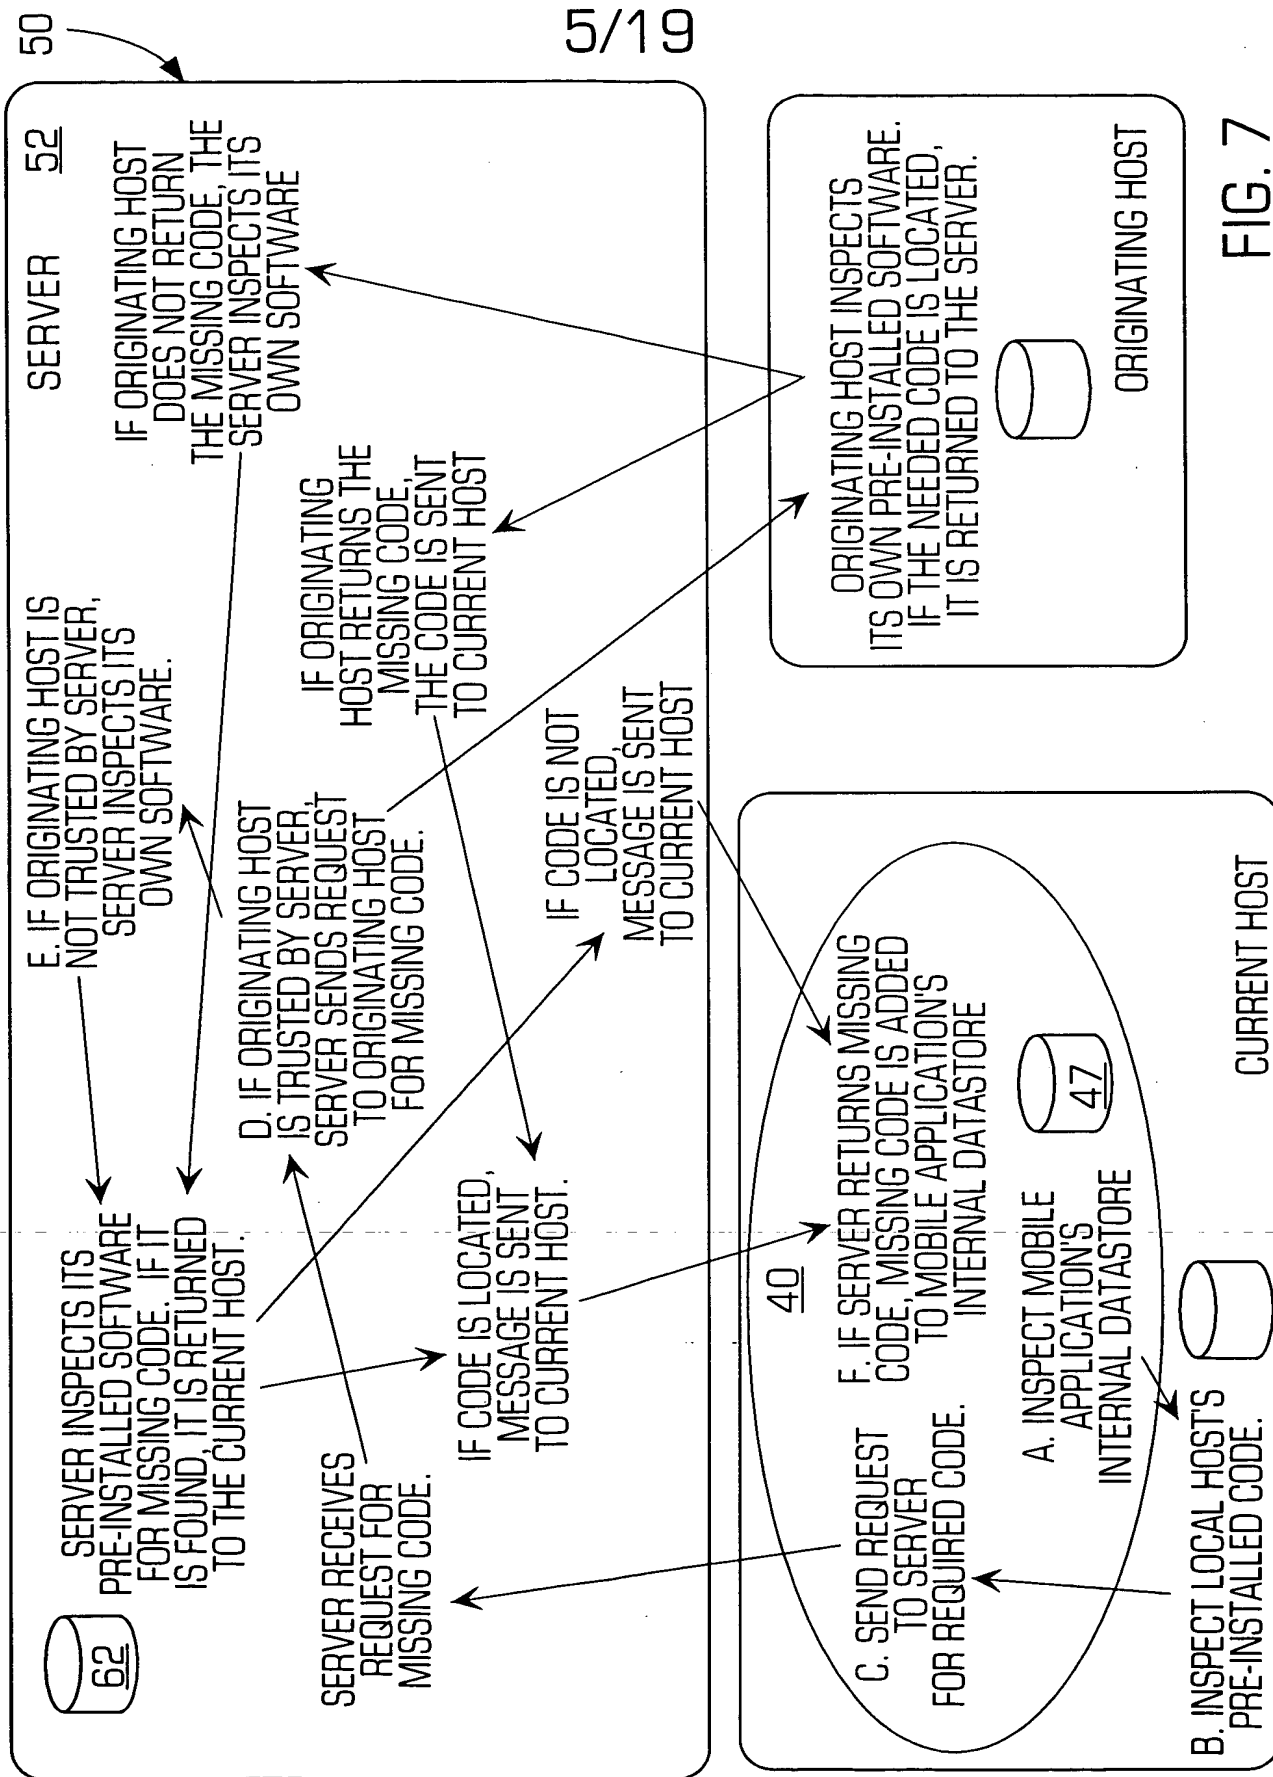 5/19
50
SERVER 52
62
SERVER INSPECTS ITS
PRE-INSTALLED SOFTWARE
FOR MISSING CODE. IF IT
IS FOUND, IT IS RETURNED
TO THE CURRENT HOST.
E. IF ORIGINATING HOST IS
NOT TRUSTED BY SERVER,
SERVER INSPECTS ITS
OWN SOFTWARE.
IF ORIGINATING HOST
DOES NOT RETURN
THE MISSING CODE, THE
SERVER INSPECTS ITS
OWN SOFTWARE
D. IF ORIGINATING HOST
IS TRUSTED BY SERVER,
SERVER SENDS REQUEST
TO ORIGINATING HOST
FOR MISSING CODE.
IF ORIGINATING
HOST RETURNS THE
MISSING CODE,
THE CODE IS SENT
TO CURRENT HOST
SERVER RECEIVES
REQUEST FOR
MISSING CODE.
IF CODE IS LOCATED,
MESSAGE IS SENT
TO CURRENT HOST.
IF CODE IS NOT
LOCATED,
MESSAGE IS SENT
TO CURRENT HOST
40
C. SEND REQUEST
TO SERVER
FOR REQUIRED CODE.
F. IF SERVER RETURNS MISSING
CODE, MISSING CODE IS ADDED
TO MOBILE APPLICATION'S
INTERNAL DATASTORE
A. INSPECT MOBILE
APPLICATION'S
INTERNAL DATASTORE
47
B. INSPECT LOCAL HOST'S
PRE-INSTALLED CODE.
CURRENT HOST
ORIGINATING HOST INSPECTS
ITS OWN PRE-INSTALLED SOFTWARE.
IF THE NEEDED CODE IS LOCATED,
IT IS RETURNED TO THE SERVER.
ORIGINATING HOST
FIG. 7